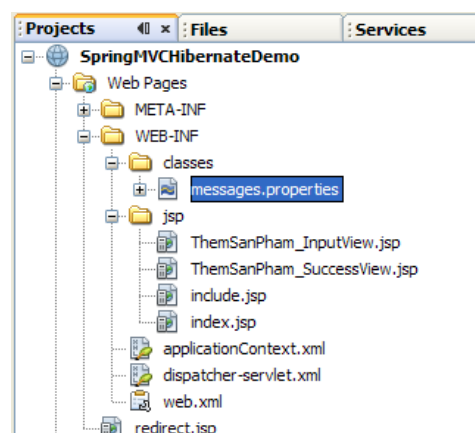 Projects Files Services
SpringMVCHibernateDemo
Web Pages
META-INF
WEB-INF
classes
messages.properties
jsp
ThemSanPham_InputView.jsp
ThemSanPham_SuccessView.jsp
include.jsp
index.jsp
applicationContext.xml
dispatcher-servlet.xml
web.xml
redirect.jsp